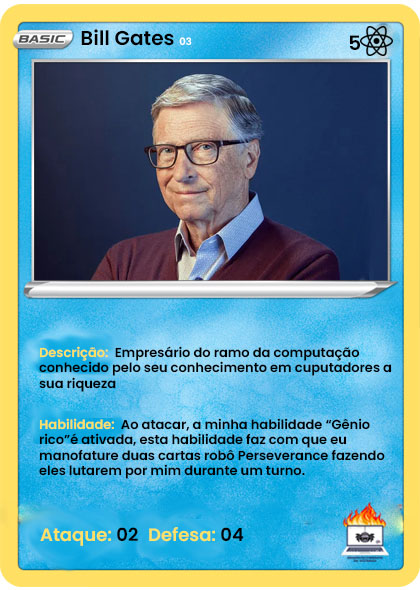 BASIC Bill Gates 03 5
Descrição: Empresário do ramo da computação
conhecido pelo seu conhecimento em cuputadores a
sua riqueza
Habilidade: Ao atacar, a minha habilidade “Gênio
rico”é ativada, esta habilidade faz com que eu
manofature duas cartas robô Perseverance fazendo
eles lutarem por mim durante um turno.
Ataque: 02 Defesa: 04